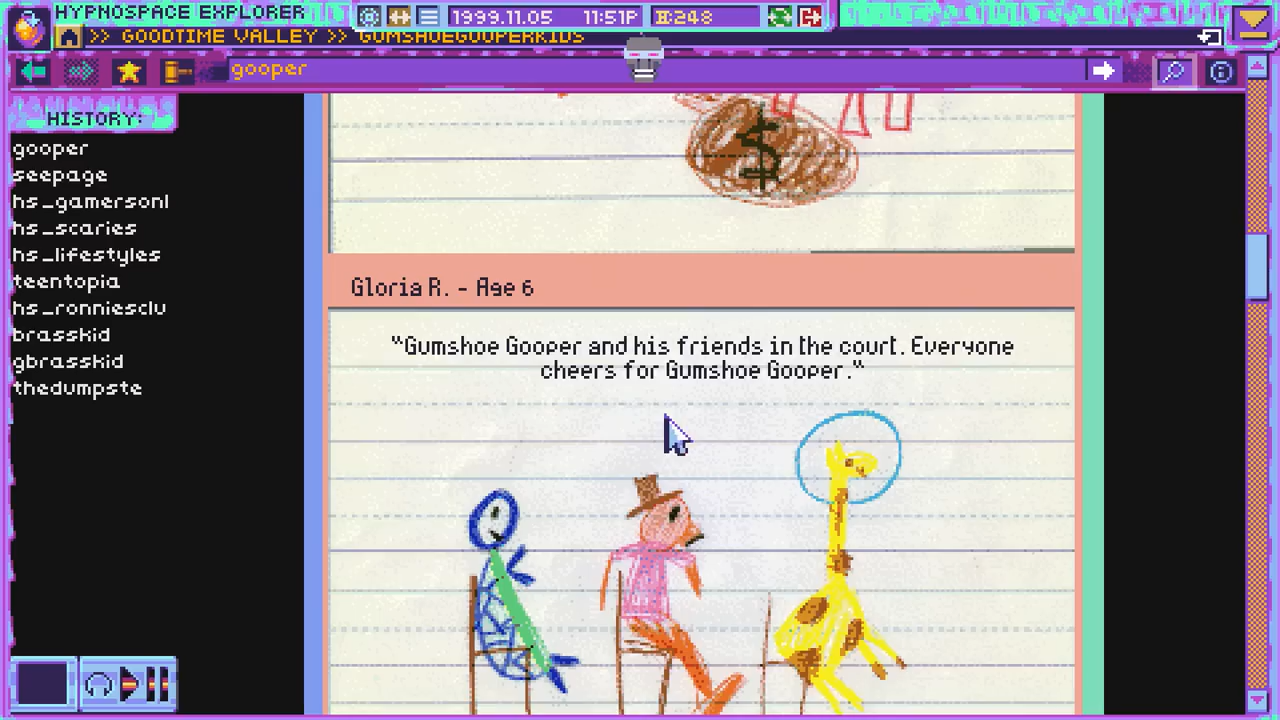 HYPNOSPACE EXPLORER
1999.11.05 11:51P
248
>> GOODTIME VALLEY >> GUMSHOEGOOPERKIDS
gooper
HISTORY:
gooper
seepage
hs_gamersonl
hs_scaries
hs_lifestyles
teentopia
hs_ronniesclu
brasskid
gbrasskid
thedumpste
$
Gloria R. - Age 6
"Gumshoe Gooper and his friends in the court. Everyone
cheers for Gumshoe Gooper."